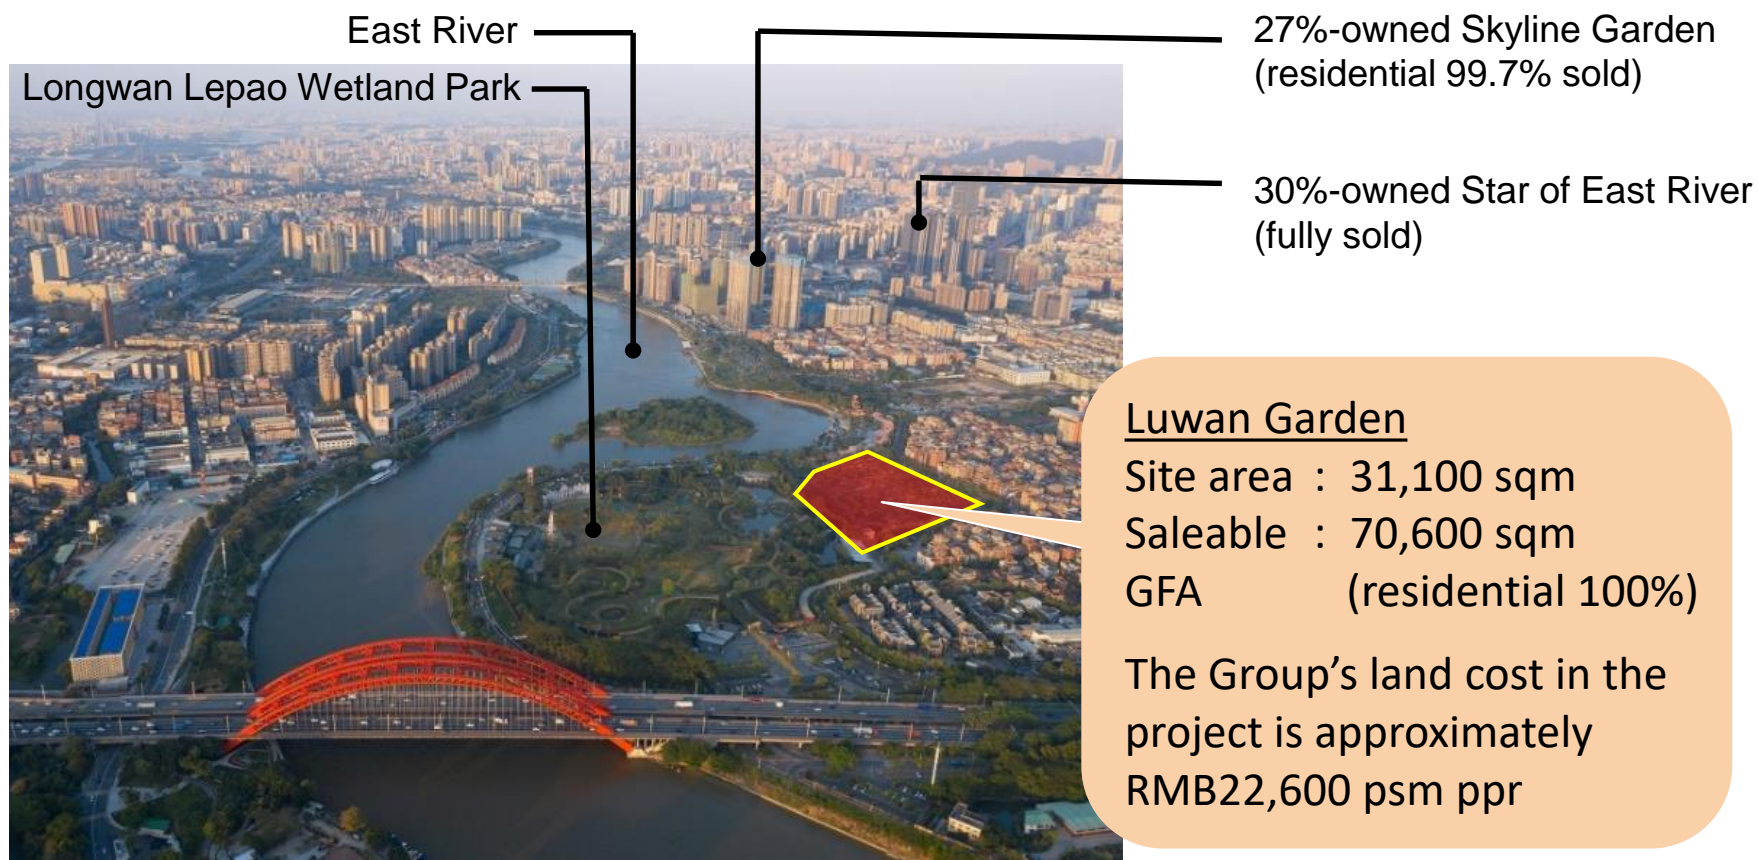 East River
Longwan Lepao Wetland Park
27%-owned Skyline Garden
(residential 99.7% sold)
30%-owned Star of East River
(fully sold)
Luwan Garden
Site area : 31,100 sqm
Saleable : 70,600 sqm
GFA (residential 100%)
The Group's land cost in the
project is approximately
RMB22,600 psm ppr